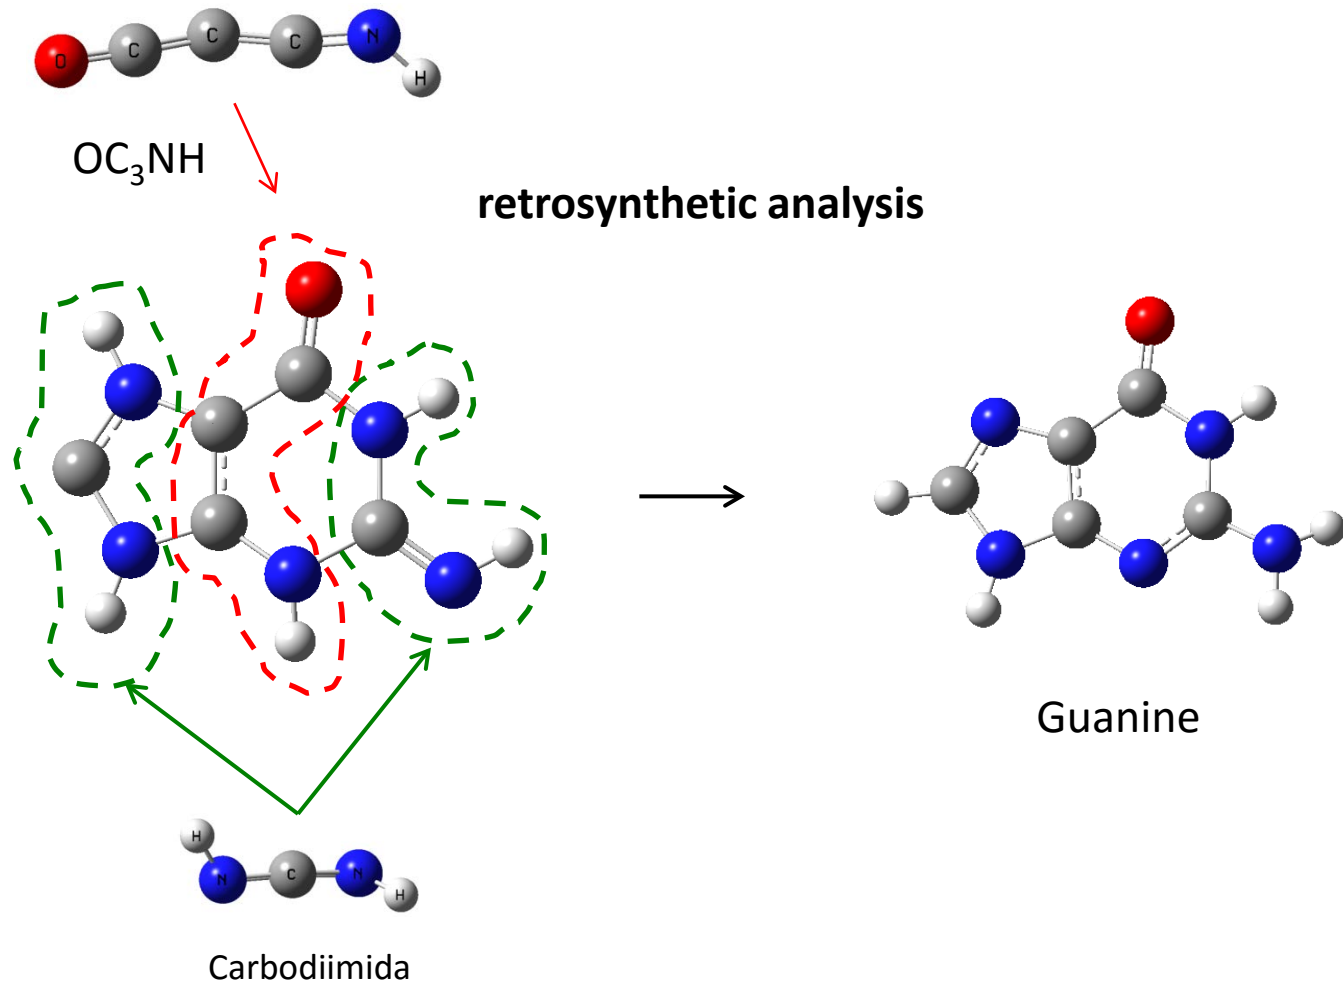 O C C C N H
OC₃NH
retrosynthetic analysis
Guanine
H N C N H
Carbodiimida